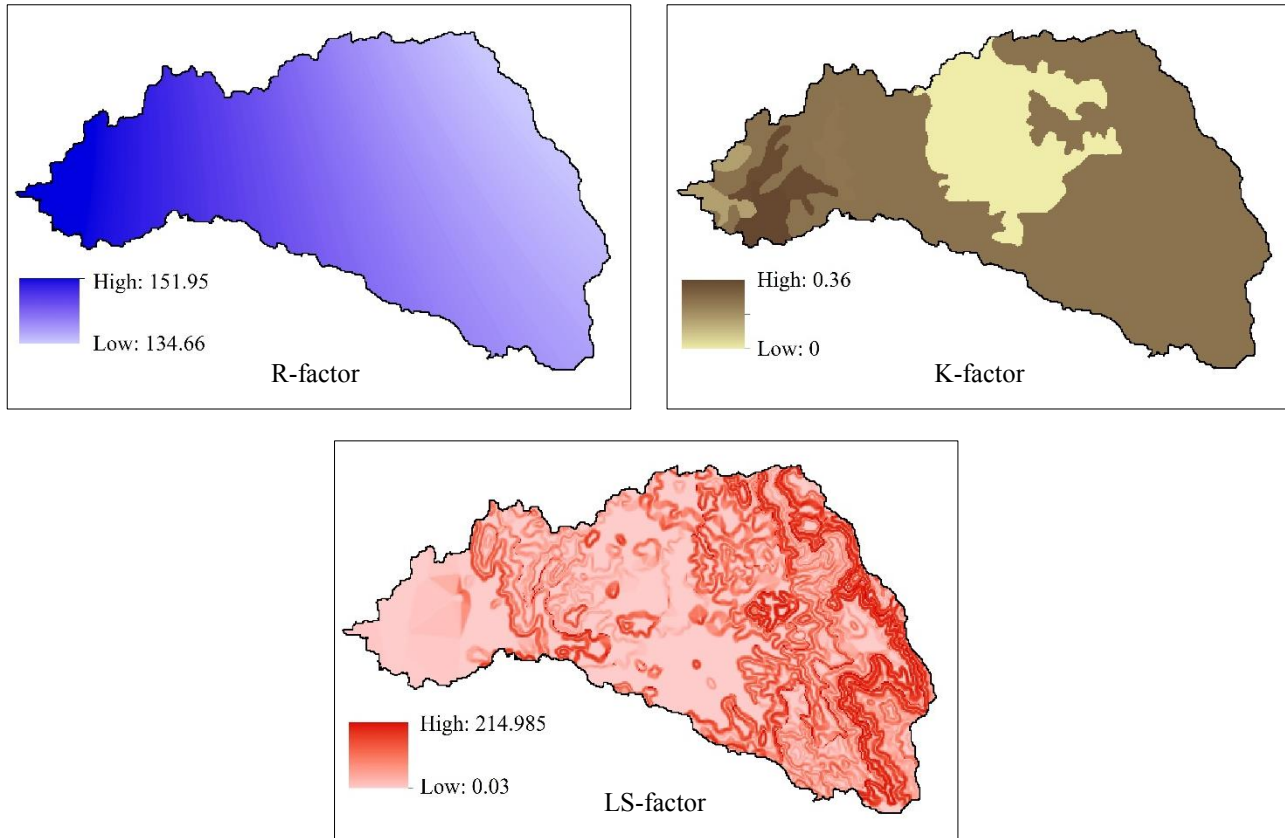 High: 151.95
Low: 134.66
R-factor
High: 0.36
Low: 0
K-factor
High: 214.985
Low: 0.03
LS-factor